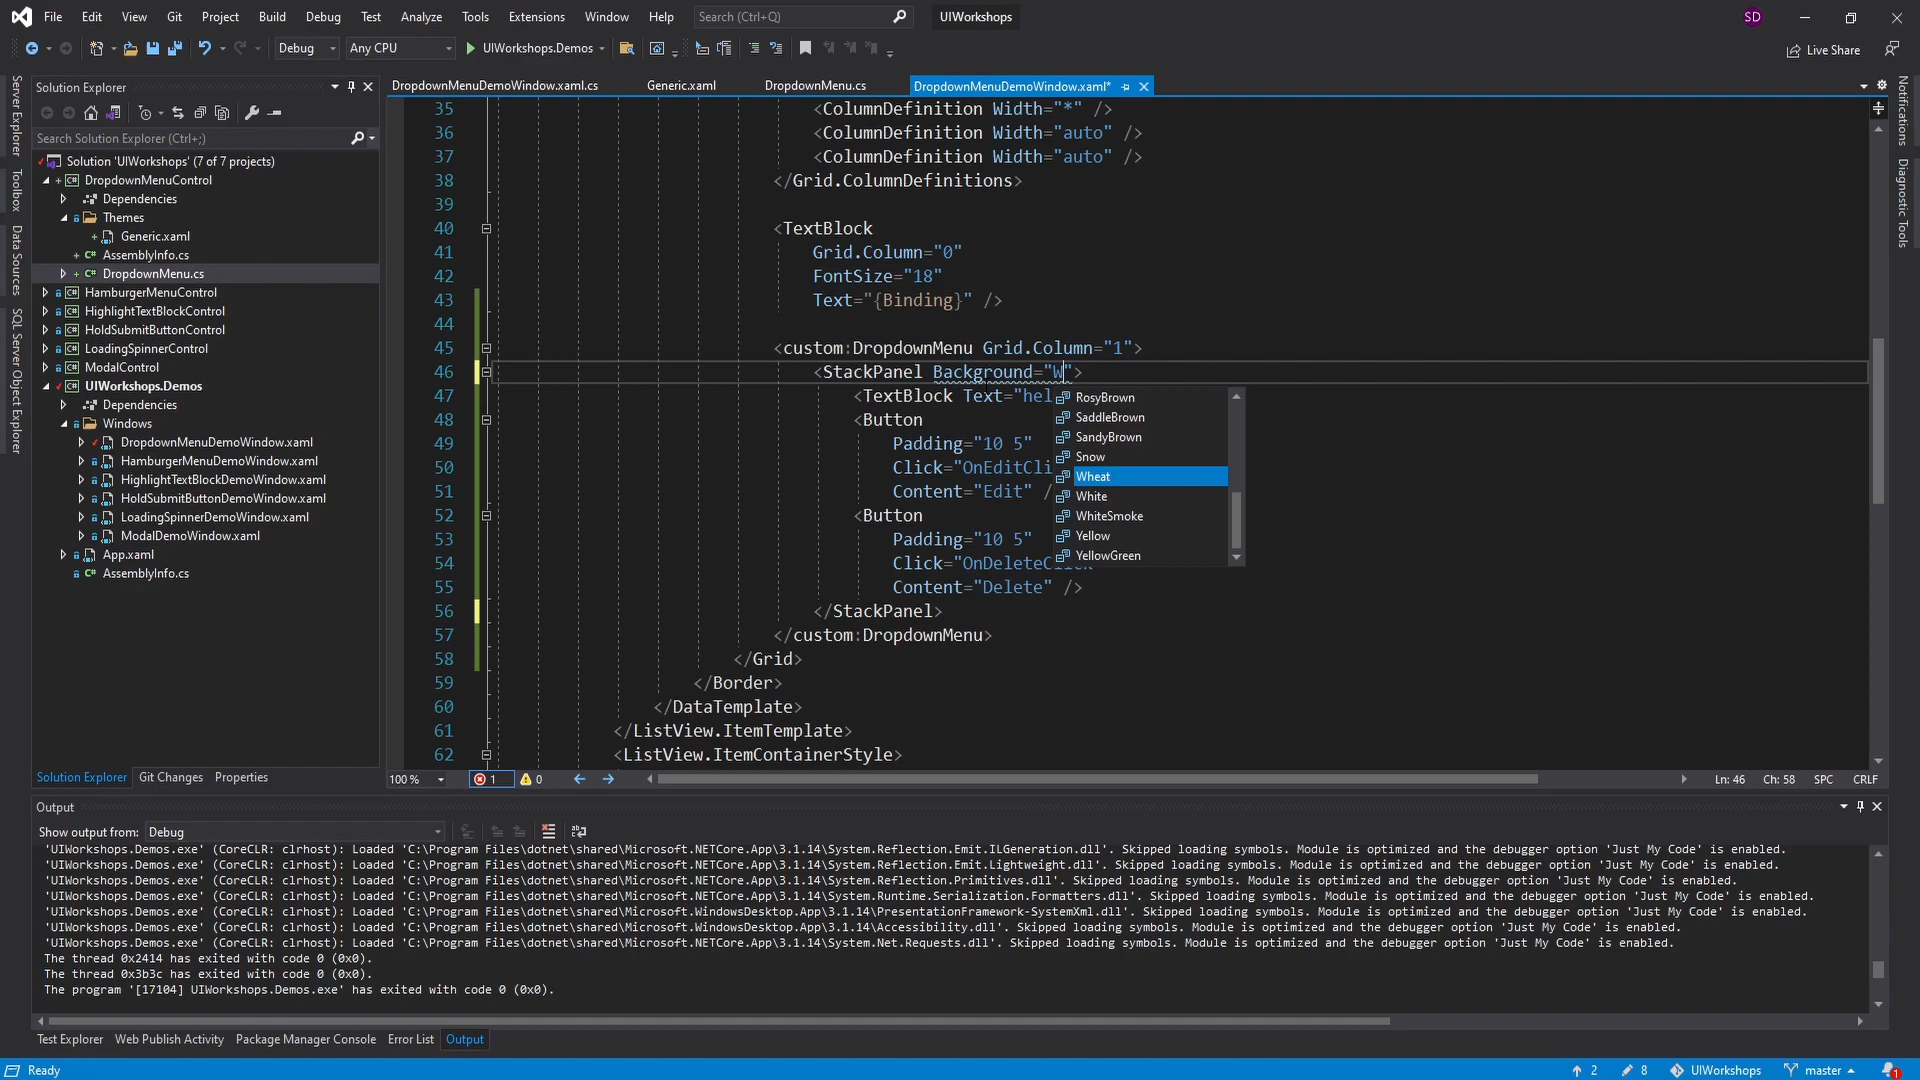 File Edit View Git Project Build Debug Test Analyze Tools Extensions Window Help Search (Ctrl+Q) UIWorkshops SD
Debug Any CPU UIWorkshops.Demos Live Share
Server Explorer
Toolbox
Data Sources
SQL Server Object Explorer
Solution Explorer
Search Solution Explorer (Ctrl+;)
Solution 'UIWorkshops' (7 of 7 projects)
DropdownMenuControl
Dependencies
Themes
Generic.xaml
AssemblyInfo.cs
DropdownMenu.cs
HamburgerMenuControl
HighlightTextBlockControl
HoldSubmitButtonControl
LoadingSpinnerControl
ModalControl
UIWorkshops.Demos
Dependencies
Windows
DropdownMenuDemoWindow.xaml
HamburgerMenuDemoWindow.xaml
HighlightTextBlockDemoWindow.xaml
HoldSubmitButtonDemoWindow.xaml
LoadingSpinnerDemoWindow.xaml
ModalDemoWindow.xaml
App.xaml
AssemblyInfo.cs
Solution Explorer Git Changes Properties
DropdownMenuDemoWindow.xaml.cs Generic.xaml DropdownMenu.cs DropdownMenuDemoWindow.xaml*
35 <ColumnDefinition Width="*" />
36 <ColumnDefinition Width="auto" />
37 <ColumnDefinition Width="auto" />
38 </Grid.ColumnDefinitions>
39
40 <TextBlock
41 Grid.Column="0"
42 FontSize="18"
43 Text="{Binding}" />
44
45 <custom:DropdownMenu Grid.Column="1">
46 <StackPanel Background="W">
47 <TextBlock Text="hel
48 <Button
49 Padding="10 5"
50 Click="OnEditCli
51 Content="Edit" /
52 <Button
53 Padding="10 5"
54 Click="OnDeleteClick
55 Content="Delete" />
56 </StackPanel>
57 </custom:DropdownMenu>
58 </Grid>
59 </Border>
60 </DataTemplate>
61 </ListView.ItemTemplate>
62 <ListView.ItemContainerStyle>
RosyBrown
SaddleBrown
SandyBrown
Snow
Wheat
White
WhiteSmoke
Yellow
YellowGreen
100 % 1 0 Ln: 46 Ch: 58 SPC CRLF
Notifications
Diagnostic Tools
Output
Show output from: Debug
'UIWorkshops.Demos.exe' (CoreCLR: clrhost): Loaded 'C:\Program Files\dotnet\shared\Microsoft.NETCore.App\3.1.14\System.Reflection.Emit.ILGeneration.dll'. Skipped loading symbols. Module is optimized and the debugger option 'Just My Code' is enabled.
'UIWorkshops.Demos.exe' (CoreCLR: clrhost): Loaded 'C:\Program Files\dotnet\shared\Microsoft.NETCore.App\3.1.14\System.Reflection.Emit.Lightweight.dll'. Skipped loading symbols. Module is optimized and the debugger option 'Just My Code' is enabled.
'UIWorkshops.Demos.exe' (CoreCLR: clrhost): Loaded 'C:\Program Files\dotnet\shared\Microsoft.NETCore.App\3.1.14\System.Reflection.Primitives.dll'. Skipped loading symbols. Module is optimized and the debugger option 'Just My Code' is enabled.
'UIWorkshops.Demos.exe' (CoreCLR: clrhost): Loaded 'C:\Program Files\dotnet\shared\Microsoft.NETCore.App\3.1.14\System.Runtime.Serialization.Formatters.dll'. Skipped loading symbols. Module is optimized and the debugger option 'Just My Code' is enabled.
'UIWorkshops.Demos.exe' (CoreCLR: clrhost): Loaded 'C:\Program Files\dotnet\shared\Microsoft.WindowsDesktop.App\3.1.14\PresentationFramework-SystemXml.dll'. Skipped loading symbols. Module is optimized and the debugger option 'Just My Code' is enabled.
'UIWorkshops.Demos.exe' (CoreCLR: clrhost): Loaded 'C:\Program Files\dotnet\shared\Microsoft.WindowsDesktop.App\3.1.14\Accessibility.dll'. Skipped loading symbols. Module is optimized and the debugger option 'Just My Code' is enabled.
'UIWorkshops.Demos.exe' (CoreCLR: clrhost): Loaded 'C:\Program Files\dotnet\shared\Microsoft.NETCore.App\3.1.14\System.Net.Requests.dll'. Skipped loading symbols. Module is optimized and the debugger option 'Just My Code' is enabled.
The thread 0x2414 has exited with code 0 (0x0).
The thread 0x3b3c has exited with code 0 (0x0).
The program '[17104] UIWorkshops.Demos.exe' has exited with code 0 (0x0).
Test Explorer Web Publish Activity Package Manager Console Error List Output
Ready 2 8 UIWorkshops master 1